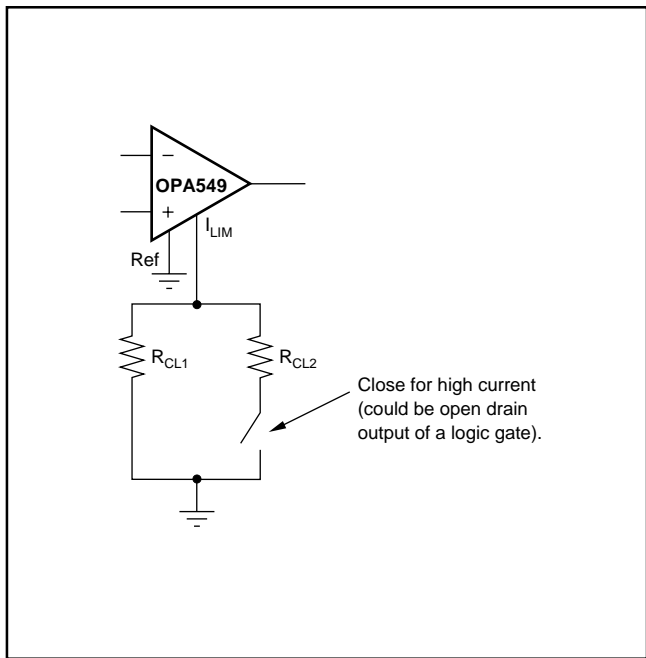 −
OPA549
+
I_LIM
Ref
R_CL1
R_CL2
Close for high current
(could be open drain
output of a logic gate).